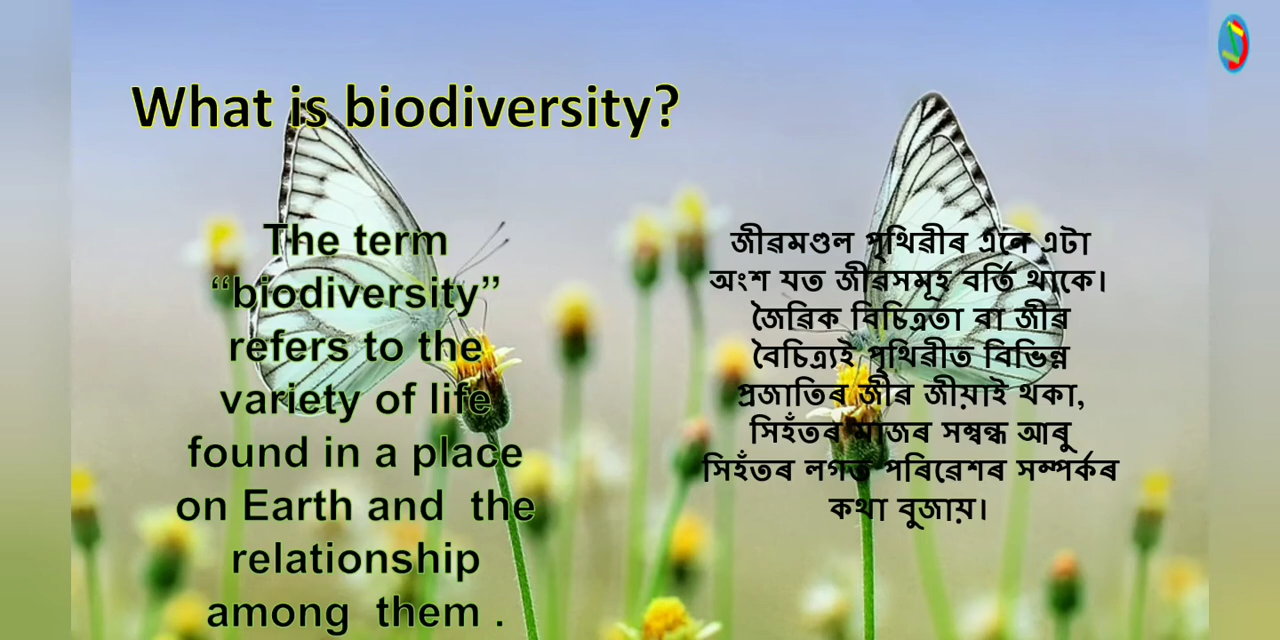 What is biodiversity?
The term
“biodiversity”
refers to the
variety of life
found in a place
on Earth and the
relationship
among them .
জীৱমণ্ডল পৃথিৱীৰ এনে এটা
অংশ যত জীৱসমূহ বৰ্তি থাকে।
জৈৱিক বিচিত্ৰতা বা জীৱ
বৈচিত্ৰ্যই পৃথিৱীত বিভিন্ন
প্ৰজাতিৰ জীৱ জীয়াই থকা,
সিহঁতৰ মাজৰ সম্বন্ধ আৰু
সিহঁতৰ লগত পৰিৱেশৰ সম্পৰ্কৰ
কথা বুজায়।